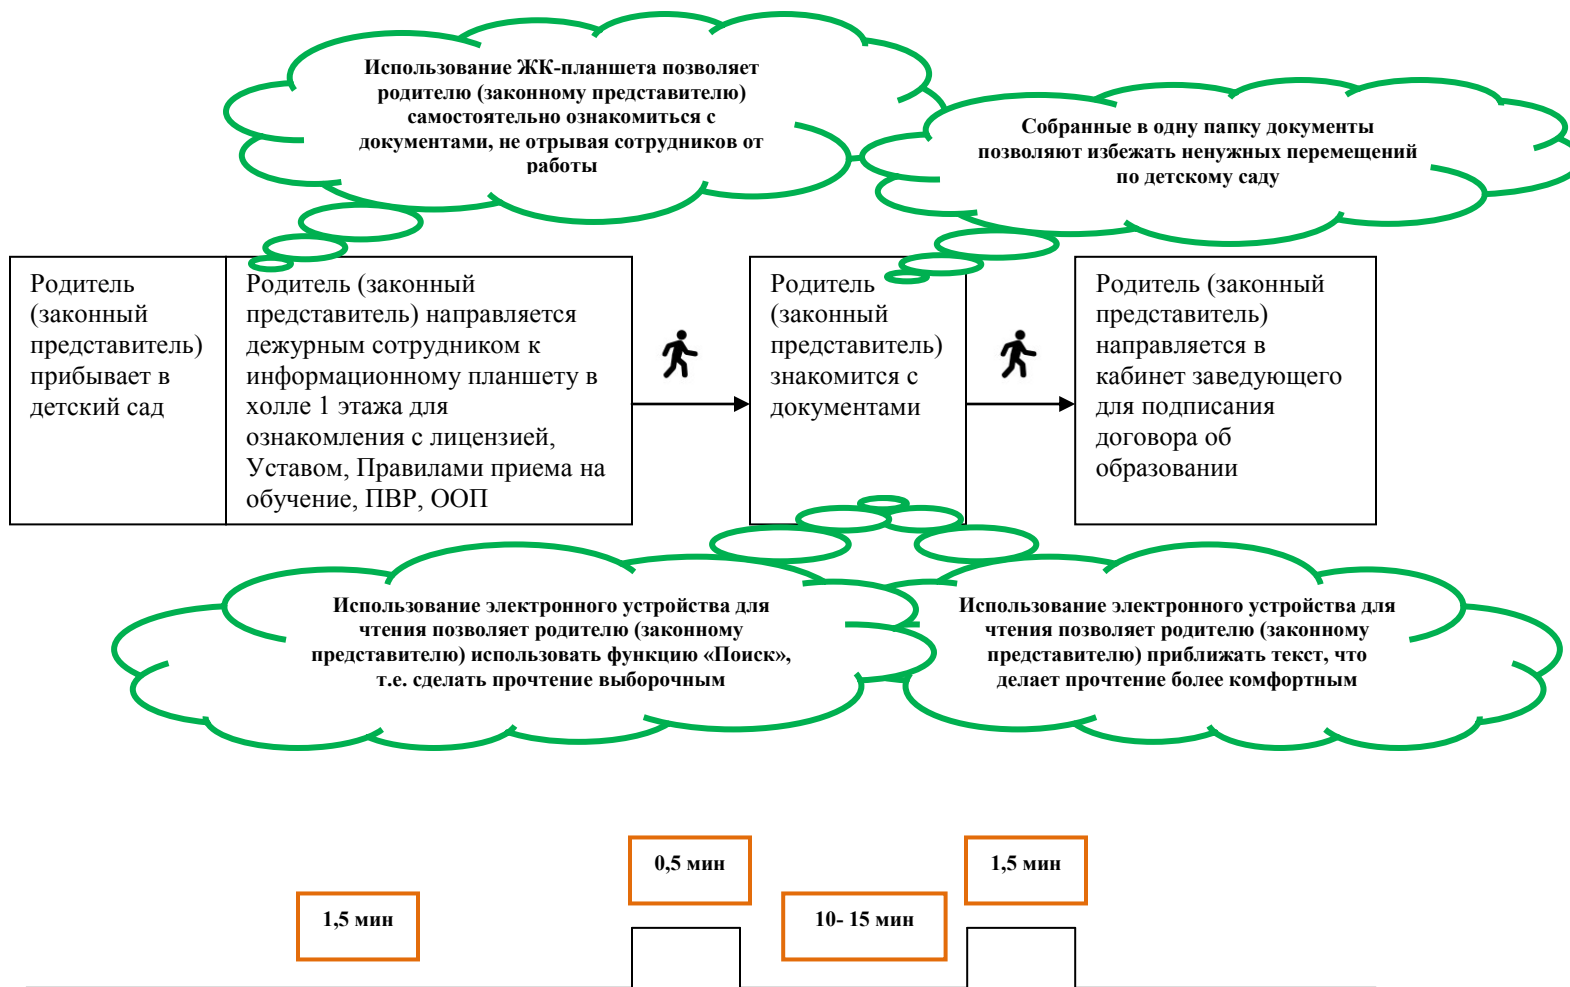 Использование ЖК-планшета позволяет
родителю (законному представителю)
самостоятельно ознакомиться с
документами, не отрывая сотрудников от
работы
Собранные в одну папку документы
позволяют избежать ненужных перемещений
по детскому саду
Родитель
(законный
представитель)
прибывает в
детский сад
Родитель (законный
представитель) направляется
дежурным сотрудником к
информационному планшету в
холле 1 этажа для
ознакомления с лицензией,
Уставом, Правилами приема на
обучение, ПВР, ООП
Родитель
(законный
представитель)
знакомится с
документами
Родитель (законный
представитель)
направляется в
кабинет заведующего
для подписания
договора об
образовании
Использование электронного устройства для
чтения позволяет родителю (законному
представителю) использовать функцию «Поиск»,
т.е. сделать прочтение выборочным
Использование электронного устройства для
чтения позволяет родителю (законному
представителю) приближать текст, что
делает прочтение более комфортным
1,5 мин
0,5 мин
10- 15 мин
1,5 мин